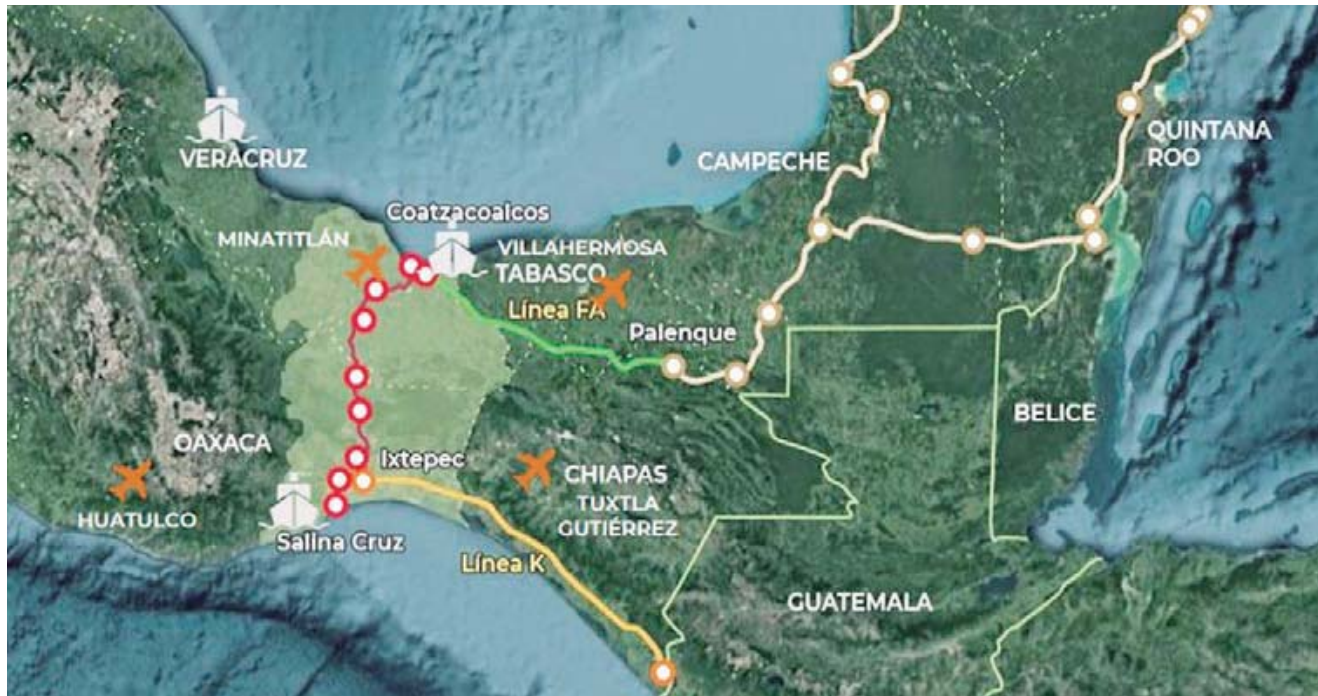 VERACRUZ
CAMPECHE
QUINTANA
ROO
Coatzacoalcos
MINATITLÁN
VILLAHERMOSA
TABASCO
Línea FA
Palenque
BELICE
OAXACA
Ixtepec
CHIAPAS
TUXTLA
GUTIÉRREZ
HUATULCO
Salina Cruz
Línea K
GUATEMALA